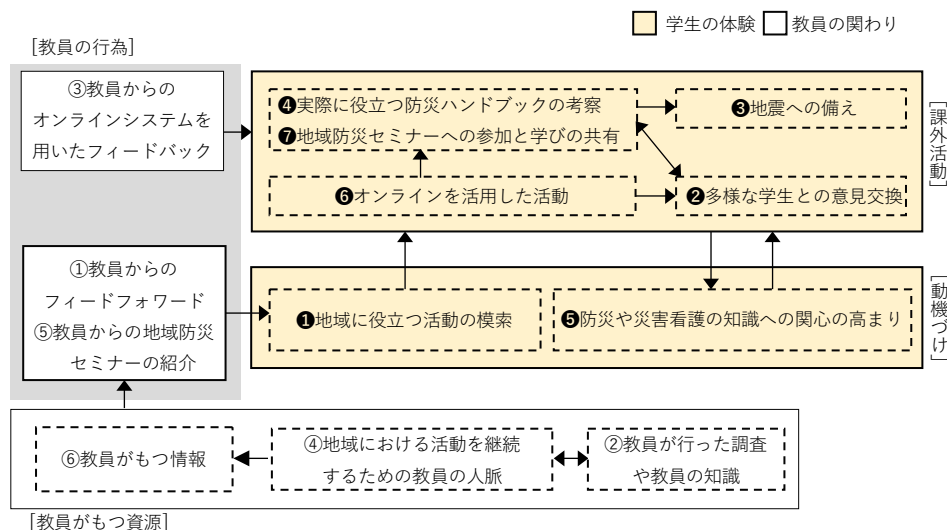 学生の体験
教員の関わり
[教員の行為]
③教員からの
オンラインシステムを
用いたフィードバック
❹実際に役立つ防災ハンドブックの考察
❼地域防災セミナーへの参加と学びの共有
❸地震への備え
❻オンラインを活用した活動
❷多様な学生との意見交換
[課外活動]
①教員からの
フィードフォワード
⑤教員からの地域防災
セミナーの紹介
❶地域に役立つ活動の模索
❺防災や災害看護の知識への関心の高まり
[動機づけ]
⑥教員がもつ情報
④地域における活動を継続
するための教員の人脈
②教員が行った調査
や教員の知識
[教員がもつ資源]